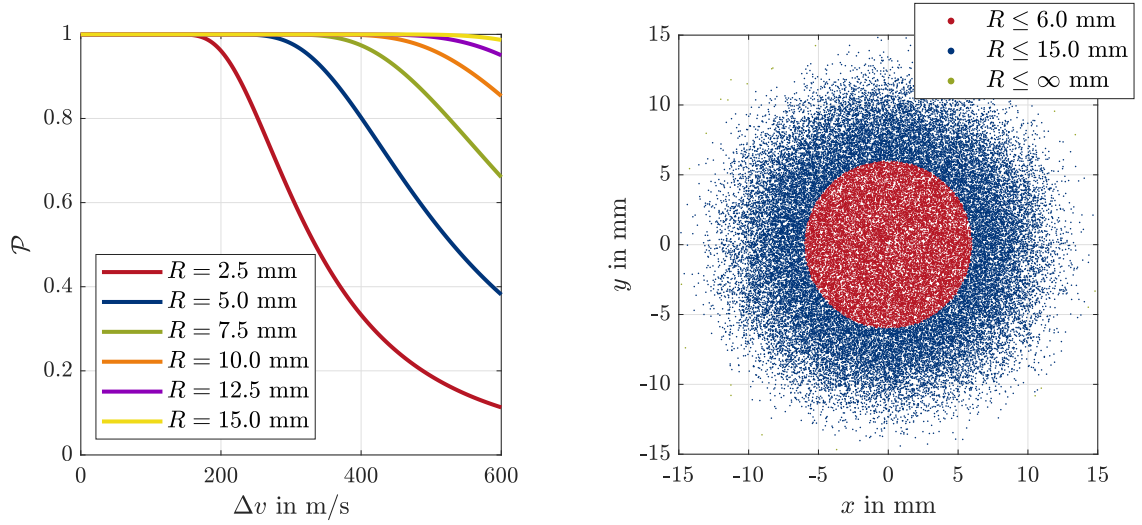 1
0.8
0.6
0.4
0.2
0
𝒫
R = 2.5 mm
R = 5.0 mm
R = 7.5 mm
R = 10.0 mm
R = 12.5 mm
R = 15.0 mm
0 200 400 600
Δv in m/s
R ≤ 6.0 mm
R ≤ 15.0 mm
R ≤ ∞ mm
15
10
5
0
-5
-10
-15
y in mm
-15 -10 -5 0 5 10 15
x in mm